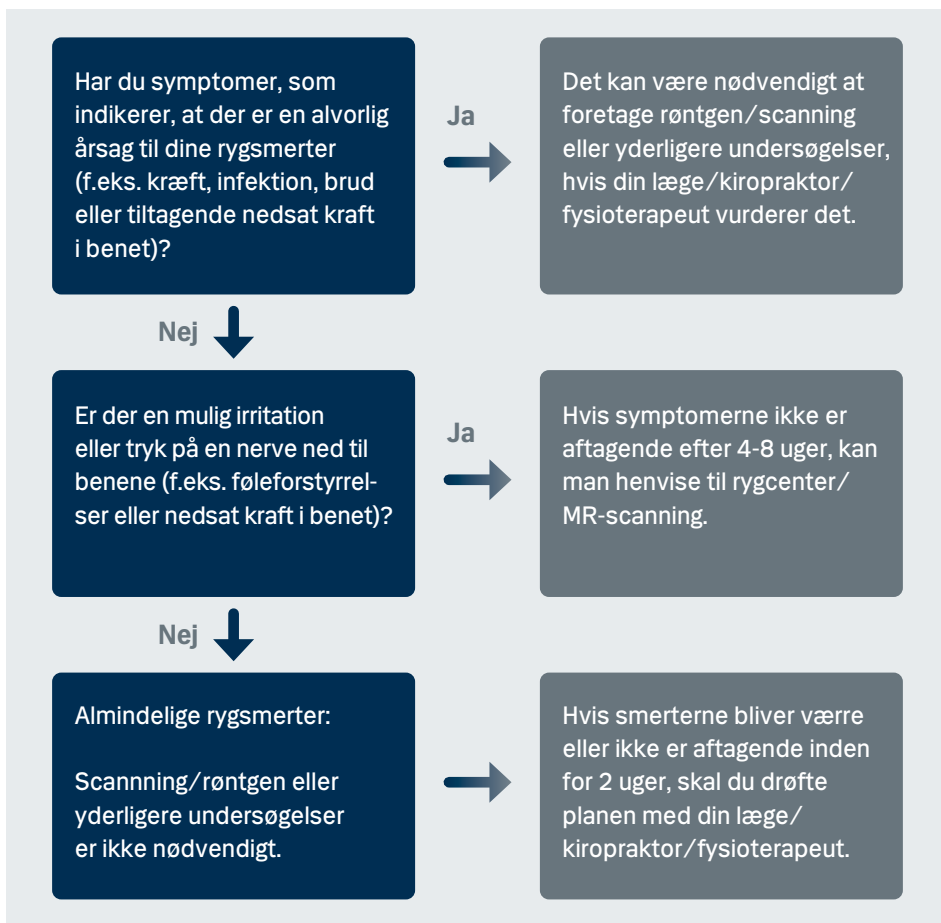 Har du symptomer, som
indikerer, at der er en alvorlig
årsag til dine rygsmerter
(f.eks. kræft, infektion, brud
eller tiltagende nedsat kraft
i benet)?
Ja
Det kan være nødvendigt at
foretage røntgen/scanning
eller yderligere undersøgelser,
hvis din læge/kiropraktor/
fysioterapeut vurderer det.
Nej
Er der en mulig irritation
eller tryk på en nerve ned til
benene (f.eks. føleforstyrrel-
ser eller nedsat kraft i benet)?
Ja
Hvis symptomerne ikke er
aftagende efter 4-8 uger, kan
man henvise til rygcenter/
MR-scanning.
Nej
Almindelige rygsmerter:
Scannning/røntgen eller
yderligere undersøgelser
er ikke nødvendigt.
Hvis smerterne bliver værre
eller ikke er aftagende inden
for 2 uger, skal du drøfte
planen med din læge/
kiropraktor/fysioterapeut.